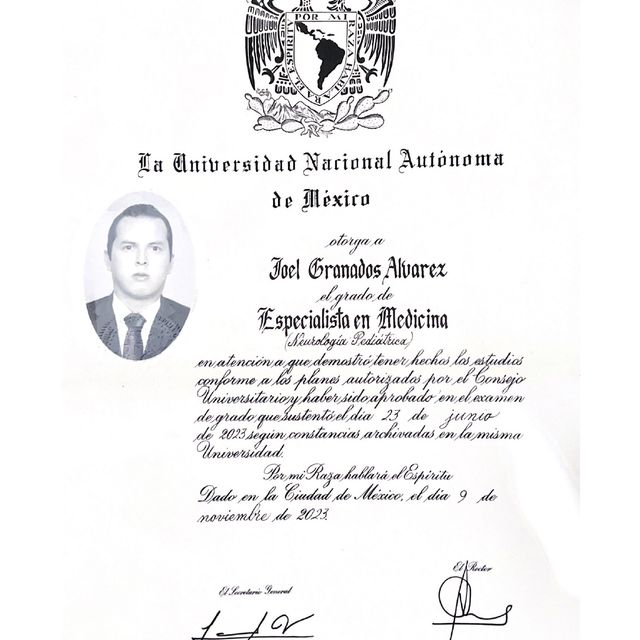 POR MI RAZA HABLARA EL ESPIRITU
La Universidad Nacional Autónoma
de México
otorga a
Joel Granados Alvarez
el grado de
Especialista en Medicina
(Neurología Pediátrica)
en atención a que demostró tener hechos los estudios
conforme a los planes autorizados por el Consejo
Universitario y haber sido aprobado en el examen
de grado que sustentó el día 23 de junio
de 2023 según constancias archivadas en la misma
Universidad.
Por mi Raza hablará el Espíritu
Dado en la Ciudad de México, el día 9 de
noviembre de 2023.
El Rector
El Secretario General